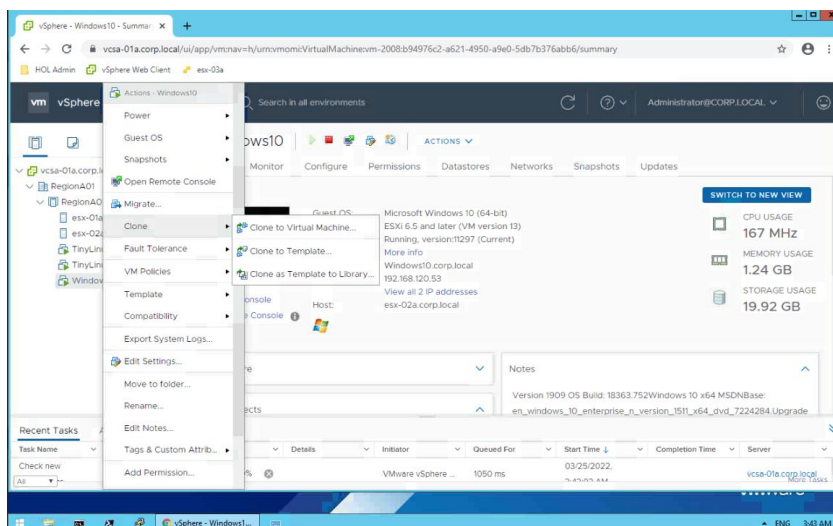 vSphere - Windows10 - Summar
vcsa-01a.corp.local/ui/app/vm;nav=h/urn:vmomi:VirtualMachine:vm-2008:b94976c2-a621-4950-a9e0-5db7b376abb6/summary
HOL Admin vSphere Web Client esx-03a
vm vSphere
Search in all environments
Administrator@CORP.LOCAL
Actions - Windows10
Power
Guest OS
Snapshots
Open Remote Console
Migrate...
Clone
Fault Tolerance
VM Policies
Template
Compatibility
Export System Logs...
Edit Settings...
Move to folder...
Rename...
Edit Notes...
Tags & Custom Attrib...
Add Permission...
Clone to Virtual Machine...
Clone to Template...
Clone as Template to Library...
vcsa-01a.corp.l
RegionA01
RegionA0
esx-01a
esx-02a
TinyLin
TinyLin
Window
ows10 ACTIONS
Monitor Configure Permissions Datastores Networks Snapshots Updates
SWITCH TO NEW VIEW
Guest OS: Microsoft Windows 10 (64-bit)
ESXi 6.5 and later (VM version 13)
Running, version:11297 (Current)
More info
Windows10.corp.local
192.168.120.53
View all 2 IP addresses
Host: esx-02a.corp.local
onsole
e Console
CPU USAGE
167 MHz
MEMORY USAGE
1.24 GB
STORAGE USAGE
19.92 GB
re
ects
Notes
Version 1909 OS Build: 18363.752Windows 10 x64 MSDNBase:
en_windows_10_enterprise_n_version_1511_x64_dvd_7224284.Upgrade
Recent Tasks
Task Name Details Initiator Queued For Start Time Completion Time Server
Check new VMware vSphere ... 1050 ms 03/25/2022, vcsa-01a.corp.local
All More Tasks
vSphere - Windows1...
ENG 3:43 AM